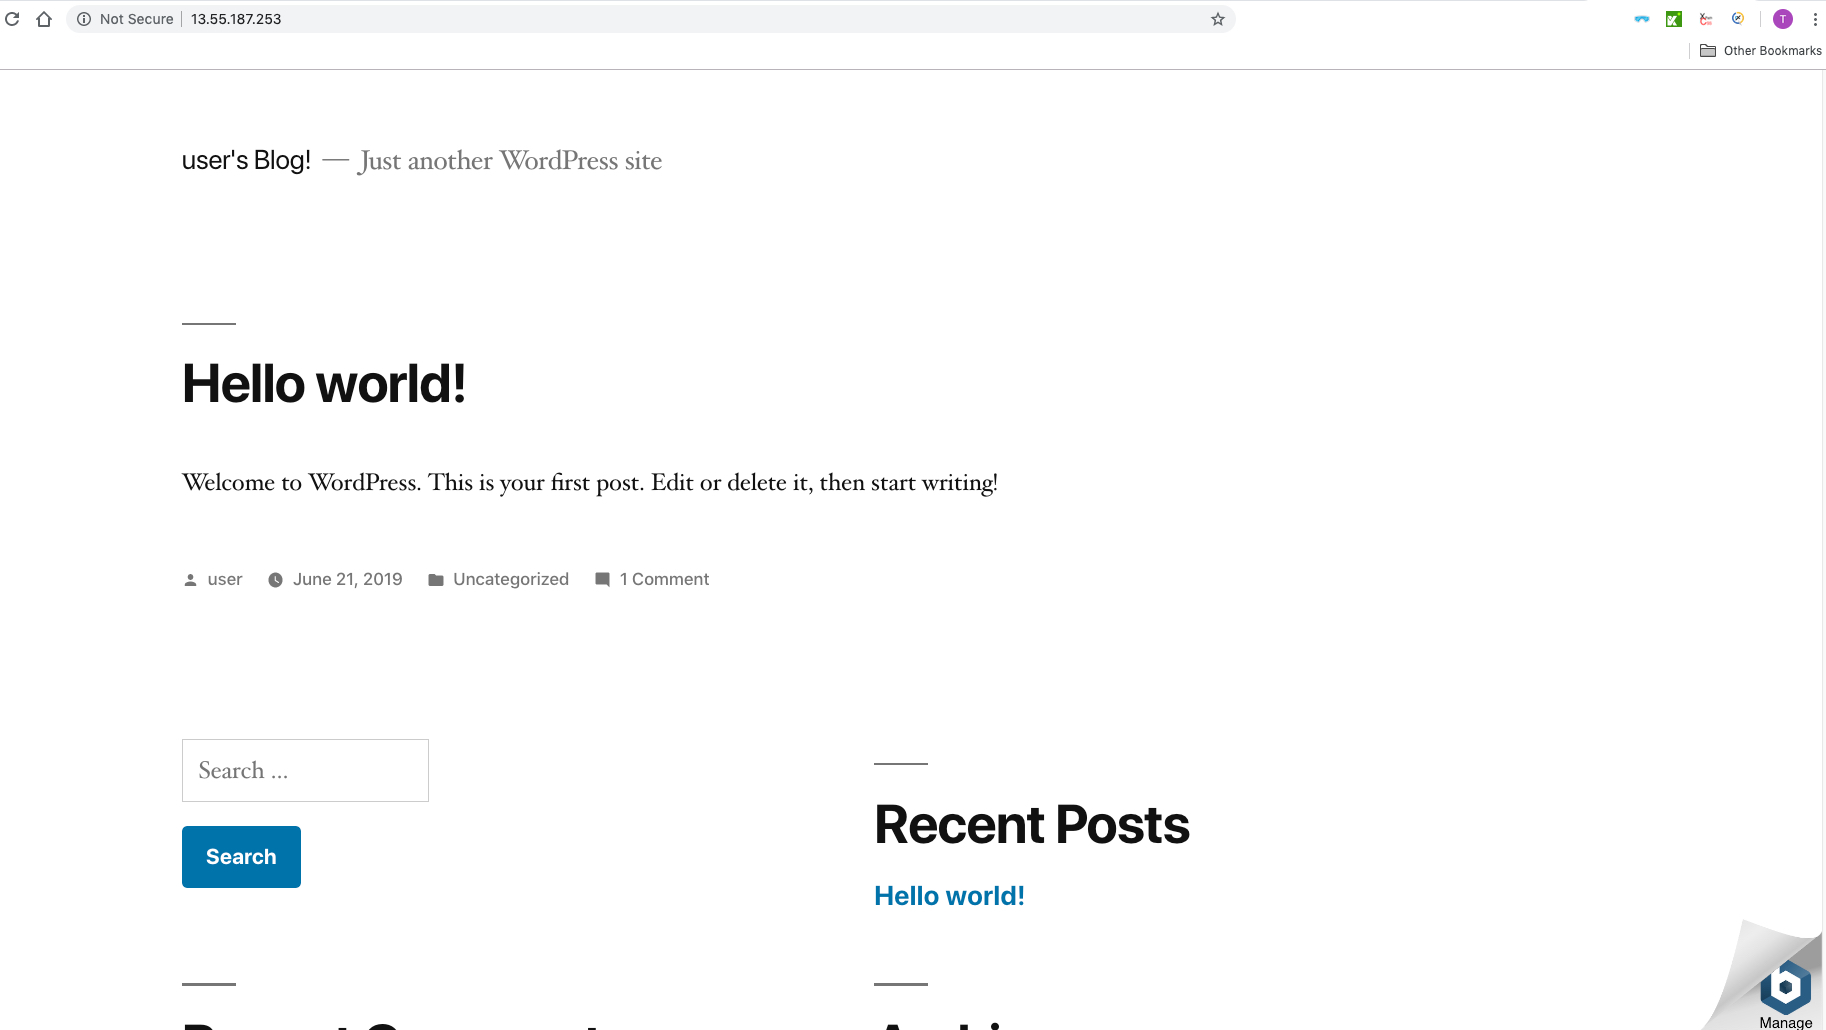 Not Secure 13.55.187.253
T
Other Bookmarks
user's Blog! — Just another WordPress site
Hello world!
Welcome to WordPress. This is your first post. Edit or delete it, then start writing!
user June 21, 2019 Uncategorized 1 Comment
Search ...
Search
Recent Posts
Hello world!
Manage